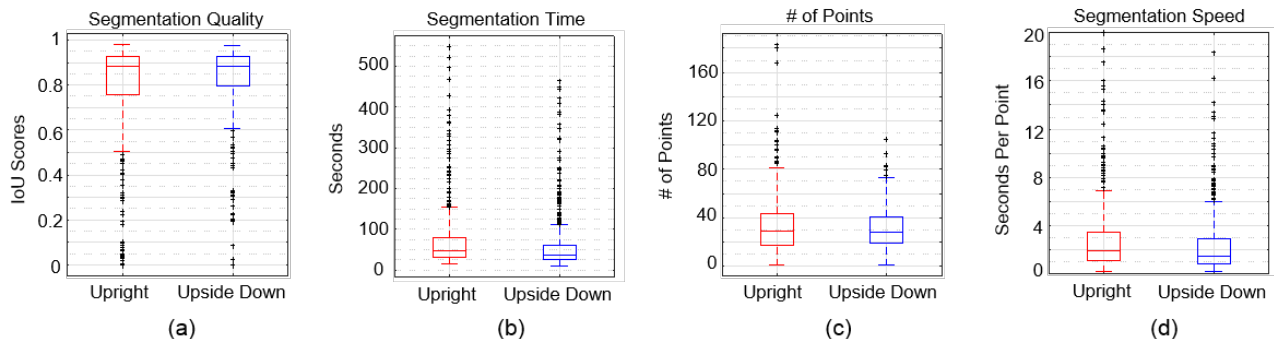 Segmentation Quality
IoU Scores
1
0.8
0.6
0.4
0.2
0
Upright Upside Down
(a)
Segmentation Time
Seconds
500
400
300
200
100
50
0
Upright Upside Down
(b)
# of Points
# of Points
160
120
80
40
0
Upright Upside Down
(c)
Segmentation Speed
Seconds Per Point
20
16
12
8
4
0
Upright Upside Down
(d)